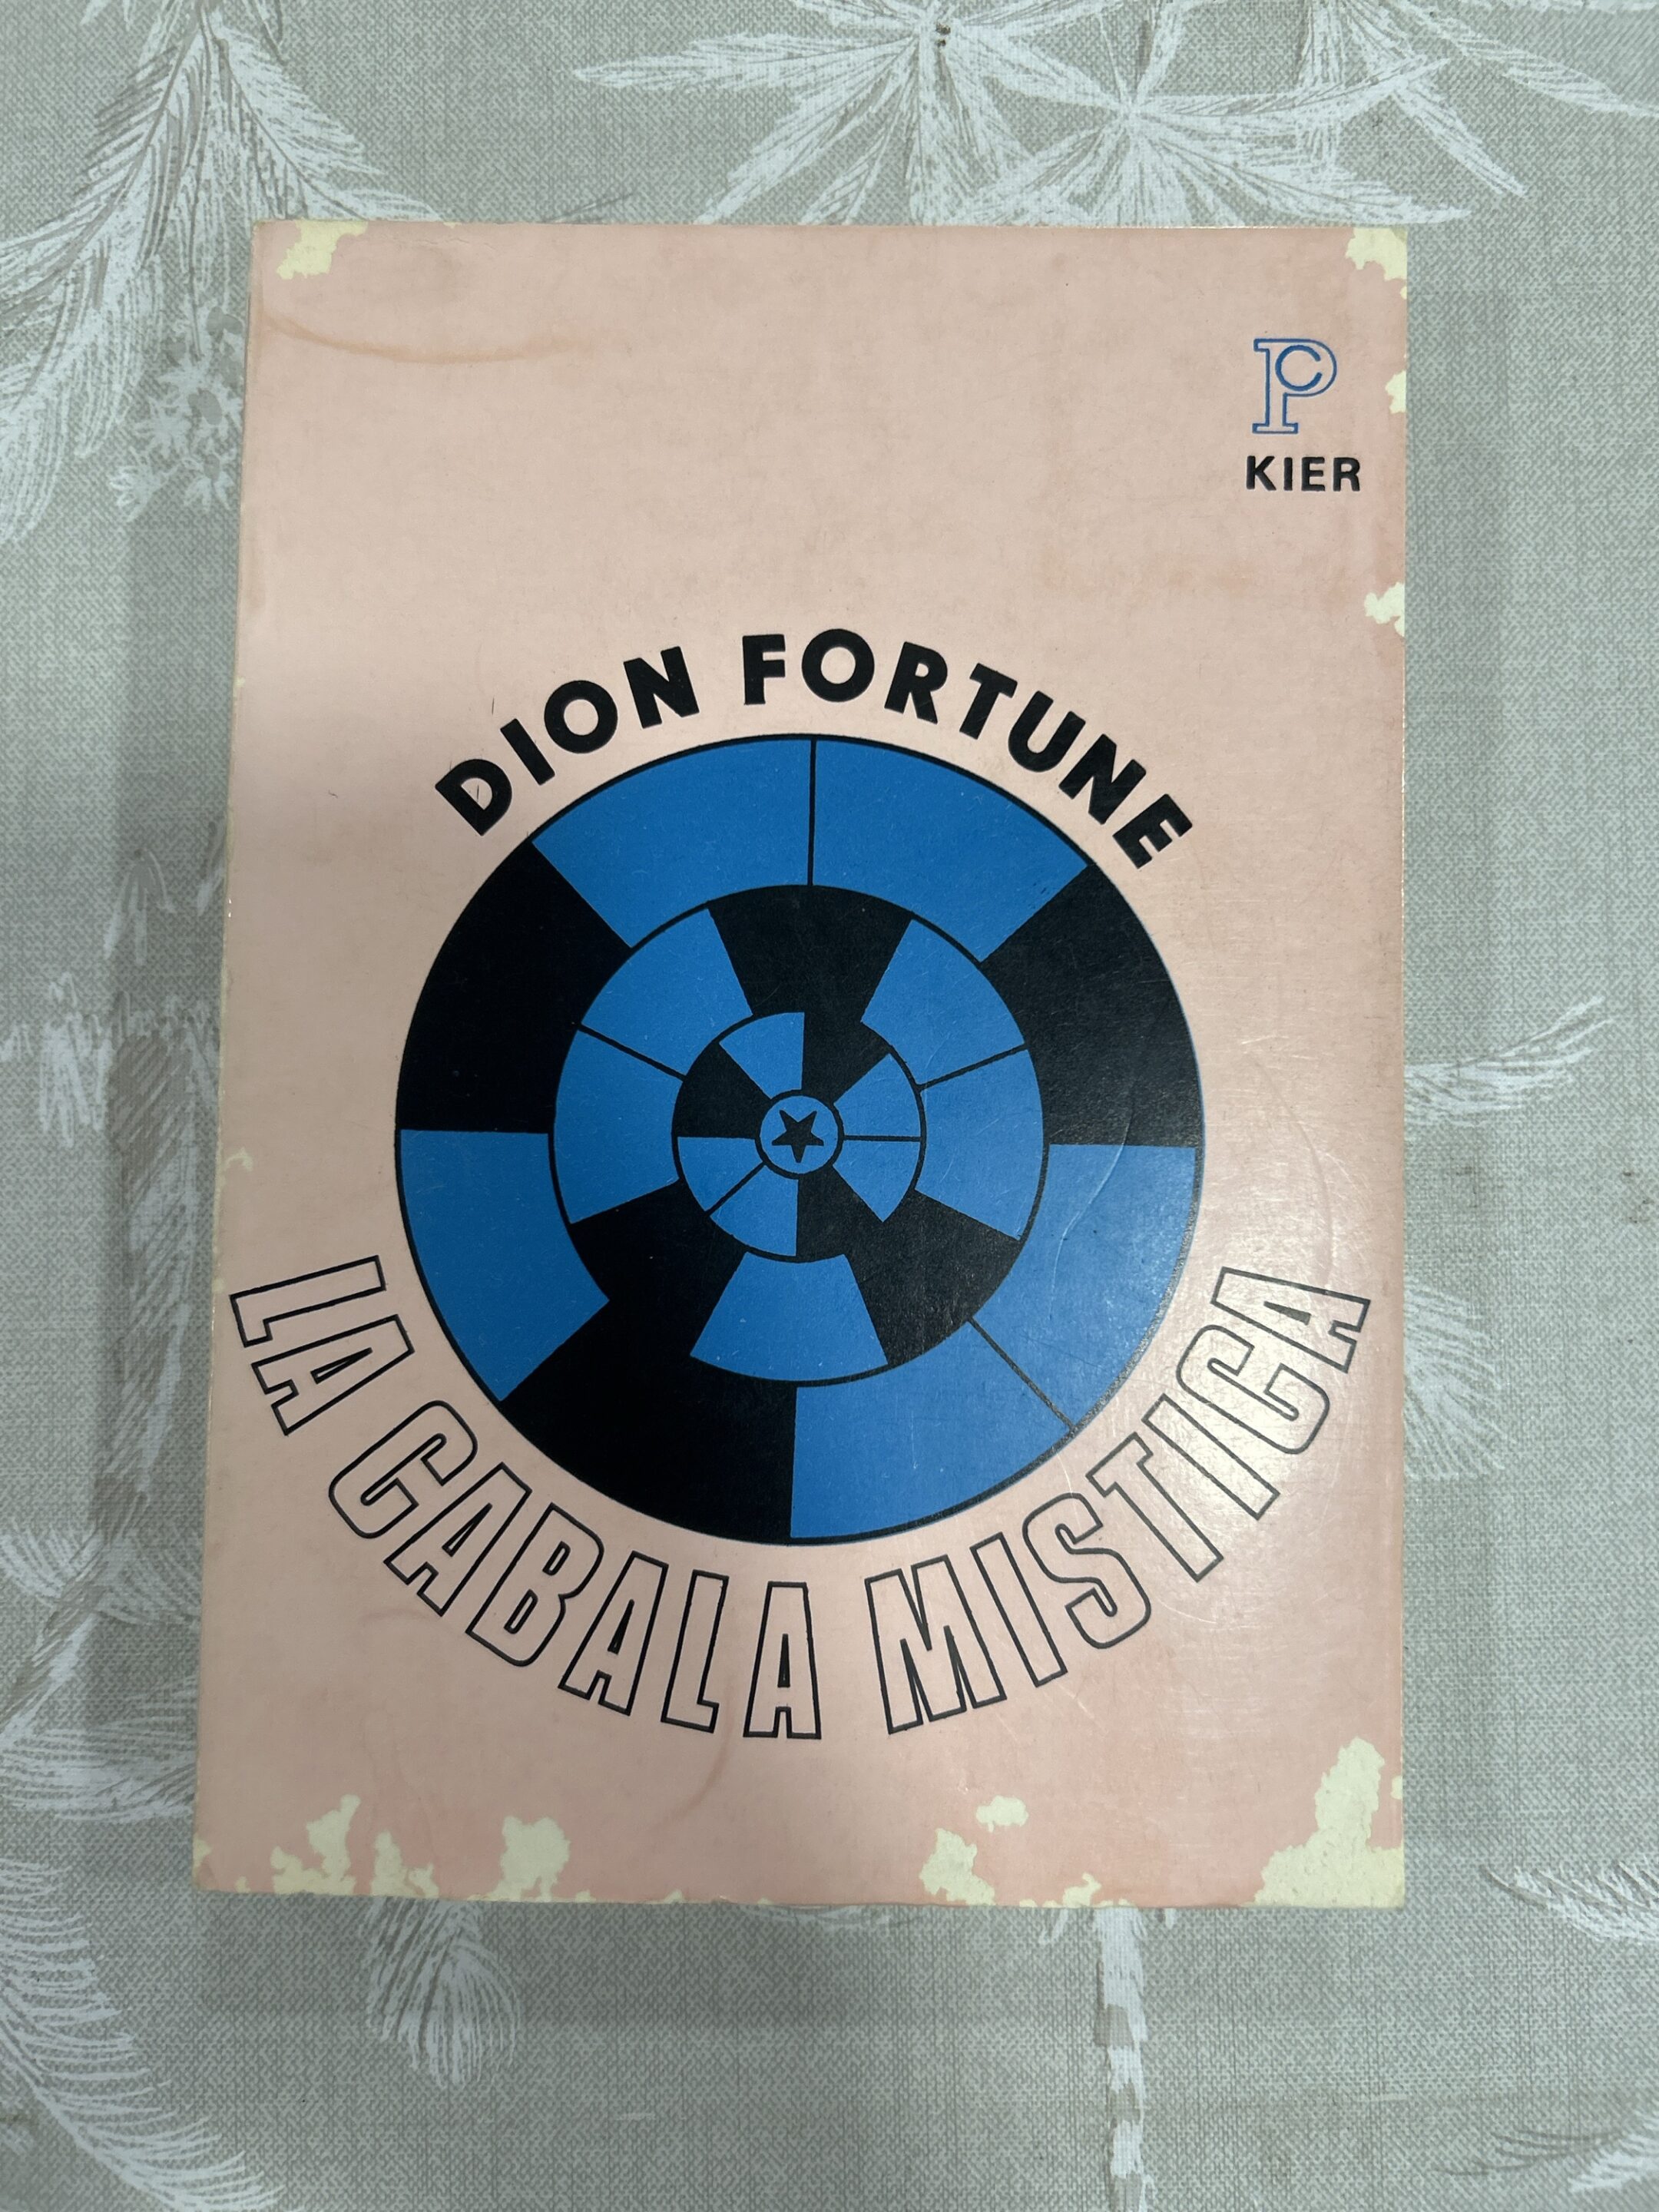 PC
KIER
DION FORTUNE
LA CABALA MISTICA